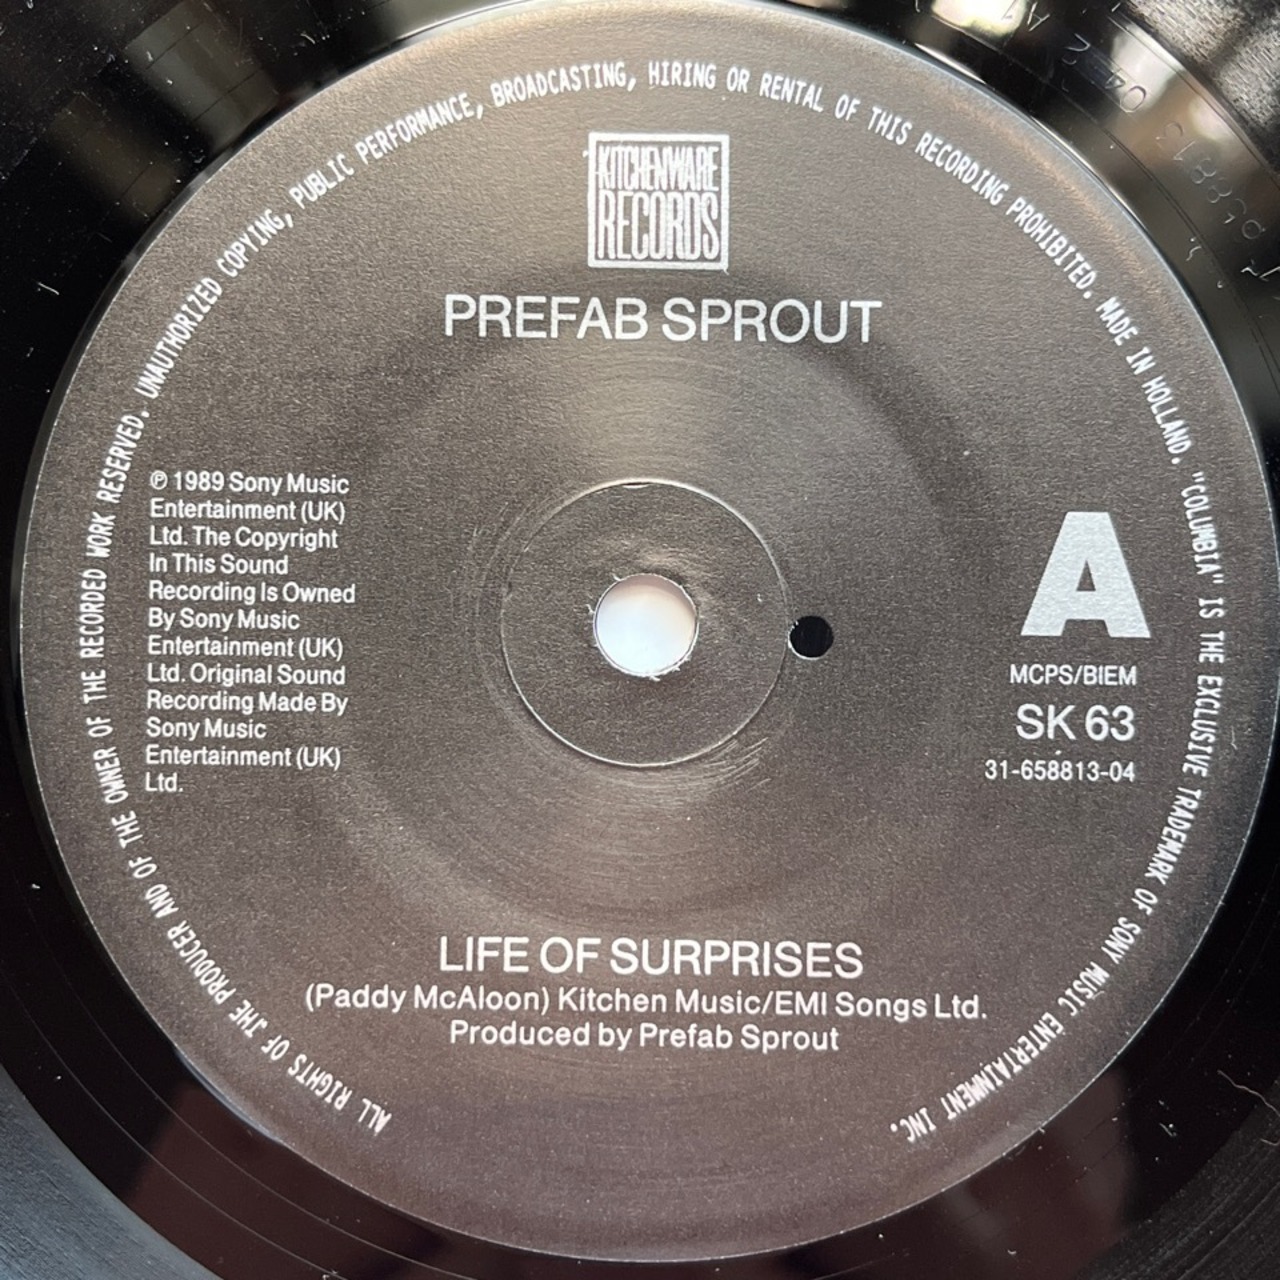 ALL RIGHTS OF THE PRODUCER AND OF THE OWNER OF THE RECORDED WORK RESERVED. UNAUTHORIZED COPYING, PUBLIC PERFORMANCE, BROADCASTING, HIRING OR RENTAL OF THIS RECORDING PROHIBITED. MADE IN HOLLAND. "COLUMBIA" IS THE EXCLUSIVE TRADEMARK OF SONY MUSIC ENTERTAINMENT INC.
KITCHENWARE
RECORDS
PREFAB SPROUT
℗ 1989 Sony Music
Entertainment (UK)
Ltd. The Copyright
In This Sound
Recording Is Owned
By Sony Music
Entertainment (UK)
Ltd. Original Sound
Recording Made By
Sony Music
Entertainment (UK)
Ltd.
A
MCPS/BIEM
SK 63
31-658813-04
LIFE OF SURPRISES
(Paddy McAloon) Kitchen Music/EMI Songs Ltd.
Produced by Prefab Sprout